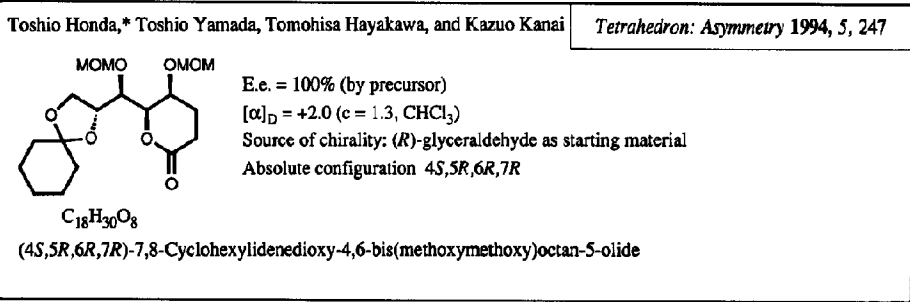 Toshio Honda,* Toshio Yamada, Tomohisa Hayakawa, and Kazuo Kanai
Tetrahedron: Asymmetry 1994, 5, 247
MOMO OMOM
O
O
O
O
E.e. = 100% (by precursor)
[α]D = +2.0 (c = 1.3, CHCl3)
Source of chirality: (R)-glyceraldehyde as starting material
Absolute configuration 4S,5R,6R,7R
C18H30O8
(4S,5R,6R,7R)-7,8-Cyclohexylidenedioxy-4,6-bis(methoxymethoxy)octan-5-olide